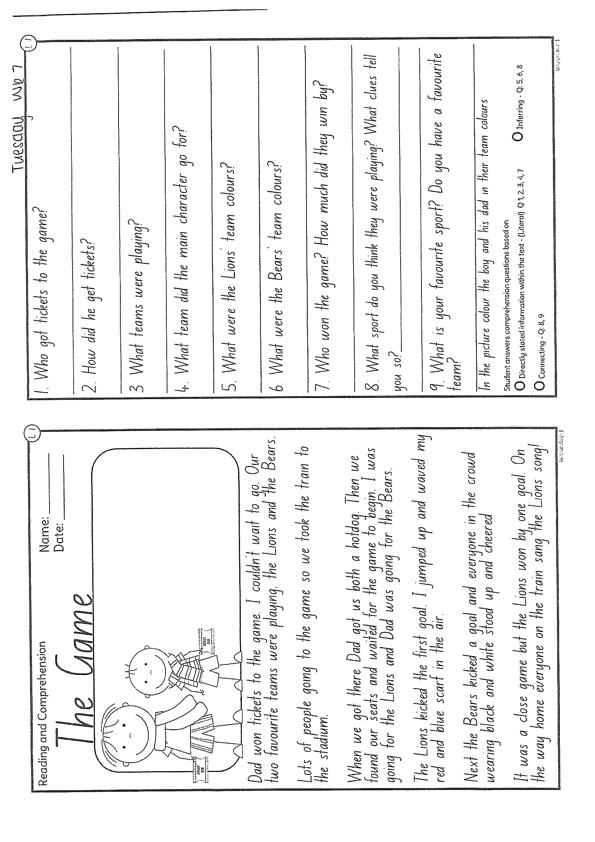 Reading and Comprehension
Name:
Date:
L 1
The Game
Dad won tickets to the game. I couldn't wait to go. Our
two favourite teams were playing, the Lions and the Bears.
Lots of people going to the game so we took the train to
the stadium.
When we got there Dad got us both a hotdog. Then we
found our seats and waited for the game to begin. I was
going for the Lions and Dad was going for the Bears.
The Lions kicked the first goal. I jumped up and waved my
red and blue scarf in the air.
Next the Bears kicked a goal and everyone in the crowd
wearing black and white stood up and cheered
It was a close game but the Lions won by one goal. On
the way home everyone on the train sang the Lions song!
Tuesday Wb 7
L 1
1. Who got tickets to the game?
2. How did he get tickets?
3 What teams were playing?
4. What team did the main character go for?
5. What were the Lions' team colours?
6 What were the Bears' team colours?
7. Who won the game? How much did they win by?
8. What sport do you think they were playing? What clues tell
you so?
9. What is your favourite sport? Do you have a favourite
team?
In the picture colour the boy and his dad in their team colours
Student answers comprehension questions based on
Directly stated information within the text - (Literal) Q 1, 2, 3, 4, 7
Inferring - Q: 5, 6, 8
Connecting - Q: 8, 9